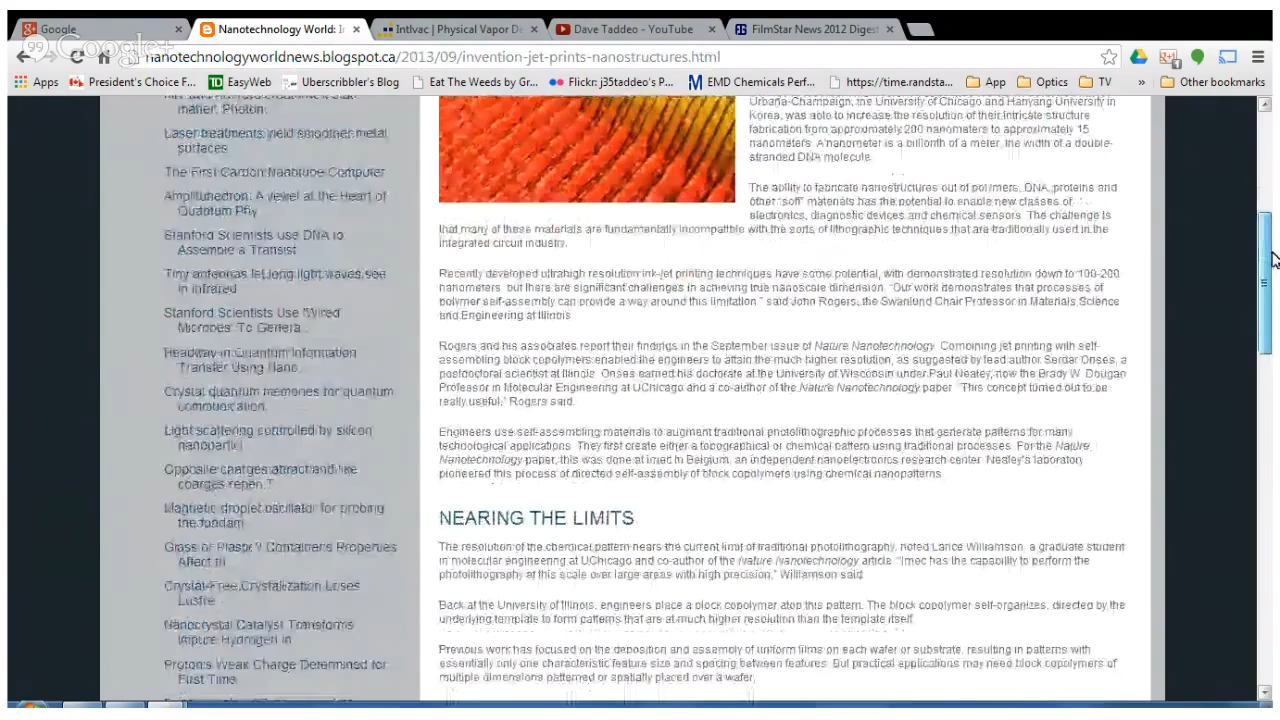 Google
Nanotechnology World: I
Intlvac | Physical Vapor De
Dave Taddeo - YouTube
FilmStar News 2012 Digest
99 Google+
nanotechnologyworldnews.blogspot.ca/2013/09/invention-jet-prints-nanostructures.html
Apps President's Choice F... EasyWeb Uberscribbler's Blog Eat The Weeds by Gr... Flickr: j35taddeo's P... EMD Chemicals Perf... https://time.randsta... App Optics TV » Other bookmarks
matter: Photon.
Laser treatments yield smoother metal
surfaces
The First Carbon Nanotube Computer
Amplituhedron: A Jewel at the Heart of
Quantum Phy
Stanford Scientists use DNA to
Assemble a Transist
Tiny antennas let long light waves see
in infrared
Stanford Scientists Use 'Wired
Microbes' To Genera...
Headway in Quantum Information
Transfer Using Nano...
Crystal quantum memories for quantum
communication
Light scattering controlled by silicon
nanoparticl
Opposite charges attract and like
charges repel?
Magnetic droplet oscillator for probing
the fundam
Glass or Plastic? Container's Properties
Affect th
Crystal-Free Crystallization Loses
Lustre
Nanocrystal Catalyst Transforms
Impure Hydrogen in
Proton's Weak Charge Determined for
First Time
Urbana-Champaign, the University of Chicago and Hanyang University in
Korea, was able to increase the resolution of their intricate structure
fabrication from approximately 200 nanometers to approximately 15
nanometers. A nanometer is a billionth of a meter, the width of a double-
stranded DNA molecule.
The ability to fabricate nanostructures out of polymers, DNA, proteins and
other "soft" materials has the potential to enable new classes of
electronics, diagnostic devices and chemical sensors. The challenge is
that many of these materials are fundamentally incompatible with the sorts of lithographic techniques that are traditionally used in the
integrated circuit industry.
Recently developed ultrahigh resolution ink-jet printing techniques have some potential, with demonstrated resolution down to 100-200
nanometers, but there are significant challenges in achieving true nanoscale dimension. "Our work demonstrates that processes of
polymer self-assembly can provide a way around this limitation," said John Rogers, the Swanlund Chair Professor in Materials Science
and Engineering at Illinois.
Rogers and his associates report their findings in the September issue of Nature Nanotechnology. Combining jet printing with self-
assembling block copolymers enabled the engineers to attain the much higher resolution, as suggested by lead author Serdar Onses, a
postdoctoral scientist at Illinois. Onses earned his doctorate at the University of Wisconsin under Paul Nealey, now the Brady W. Dougan
Professor in Molecular Engineering at UChicago and a co-author of the Nature Nanotechnology paper. "This concept turned out to be
really useful," Rogers said.
Engineers use self-assembling materials to augment traditional photolithographic processes that generate patterns for many
technological applications. They first create either a topographical or chemical pattern using traditional processes. For the Nature
Nanotechnology paper, this was done at imec in Belgium, an independent nanoelectronics research center. Nealey's laboratory
pioneered this process of directed self-assembly of block copolymers using chemical nanopatterns.
NEARING THE LIMITS
The resolution of the chemical pattern nears the current limit of traditional photolithography, noted Lance Williamson, a graduate student
in molecular engineering at UChicago and co-author of the Nature Nanotechnology article. "Imec has the capability to perform the
photolithography at this scale over large areas with high precision," Williamson said.
Back at the University of Illinois, engineers place a block copolymer atop this pattern. The block copolymer self-organizes, directed by the
underlying template to form patterns that are at much higher resolution than the template itself.
Previous work has focused on the deposition and assembly of uniform films on each wafer or substrate, resulting in patterns with
essentially only one characteristic feature size and spacing between features. But practical applications may need block copolymers of
multiple dimensions patterned or spatially placed over a wafer.